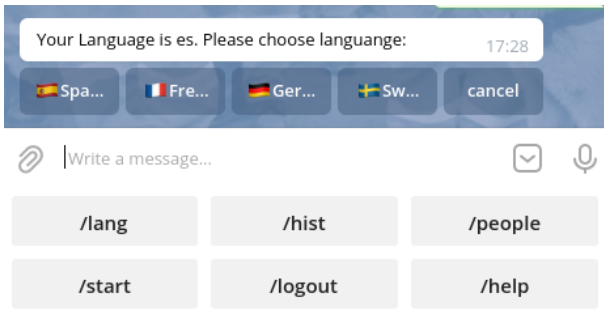 Your Language is es. Please choose languange:
17:28
Spa... Fre... Ger... Sw... cancel
Write a message...
/lang /hist /people
/start /logout /help